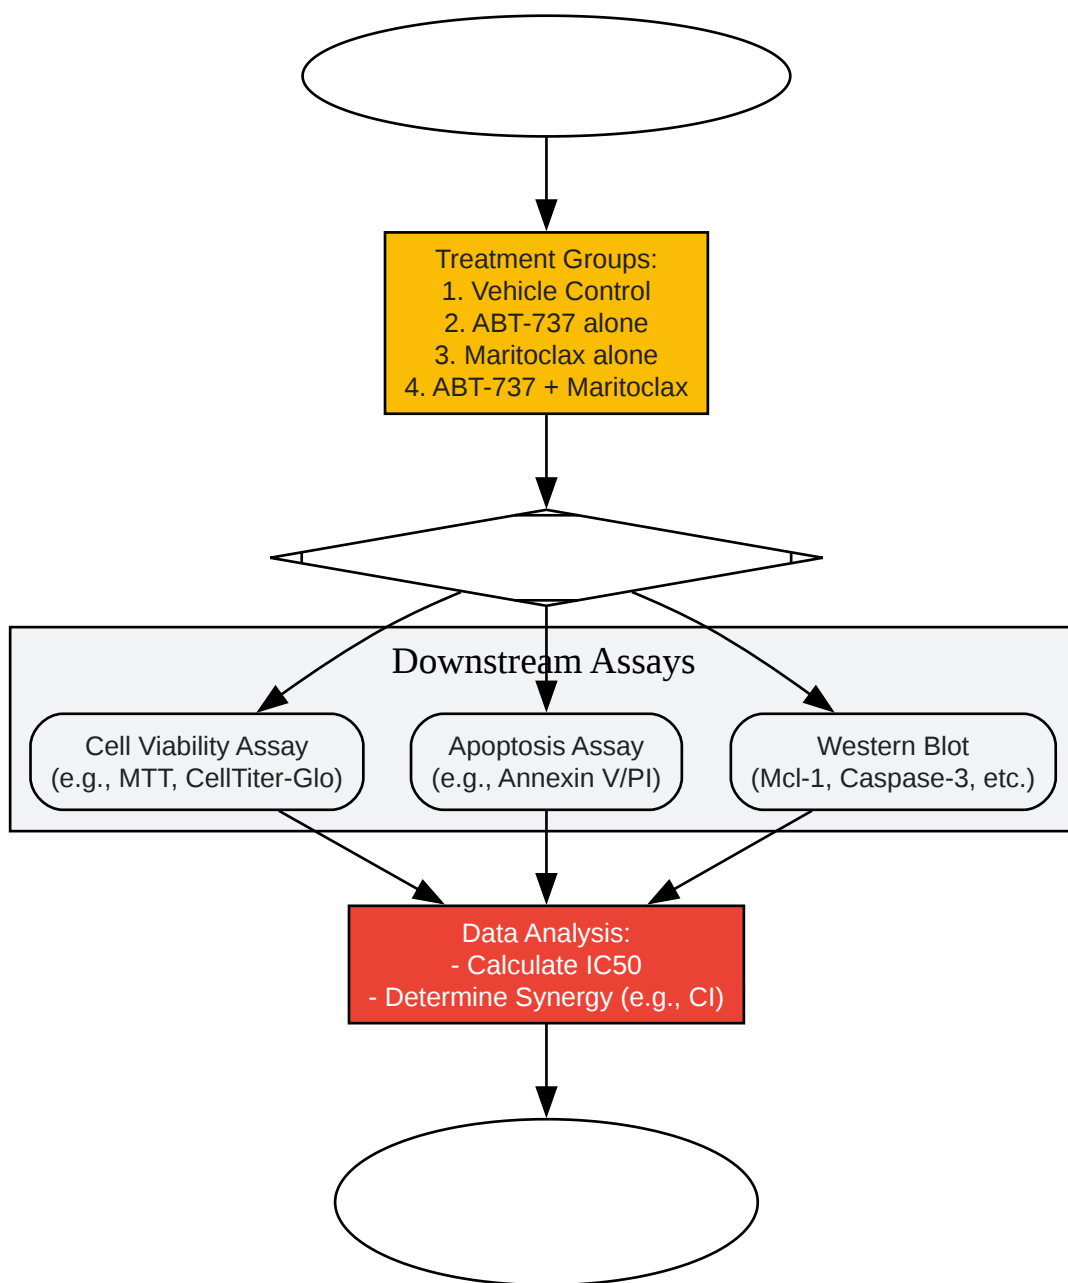 Treatment Groups:
1. Vehicle Control
2. ABT-737 alone
3. Maritoclax alone
4. ABT-737 + Maritoclax
Downstream Assays
Cell Viability Assay
(e.g., MTT, CellTiter-Glo)
Apoptosis Assay
(e.g., Annexin V/PI)
Western Blot
(Mcl-1, Caspase-3, etc.)
Data Analysis:
- Calculate IC50
- Determine Synergy (e.g., CI)